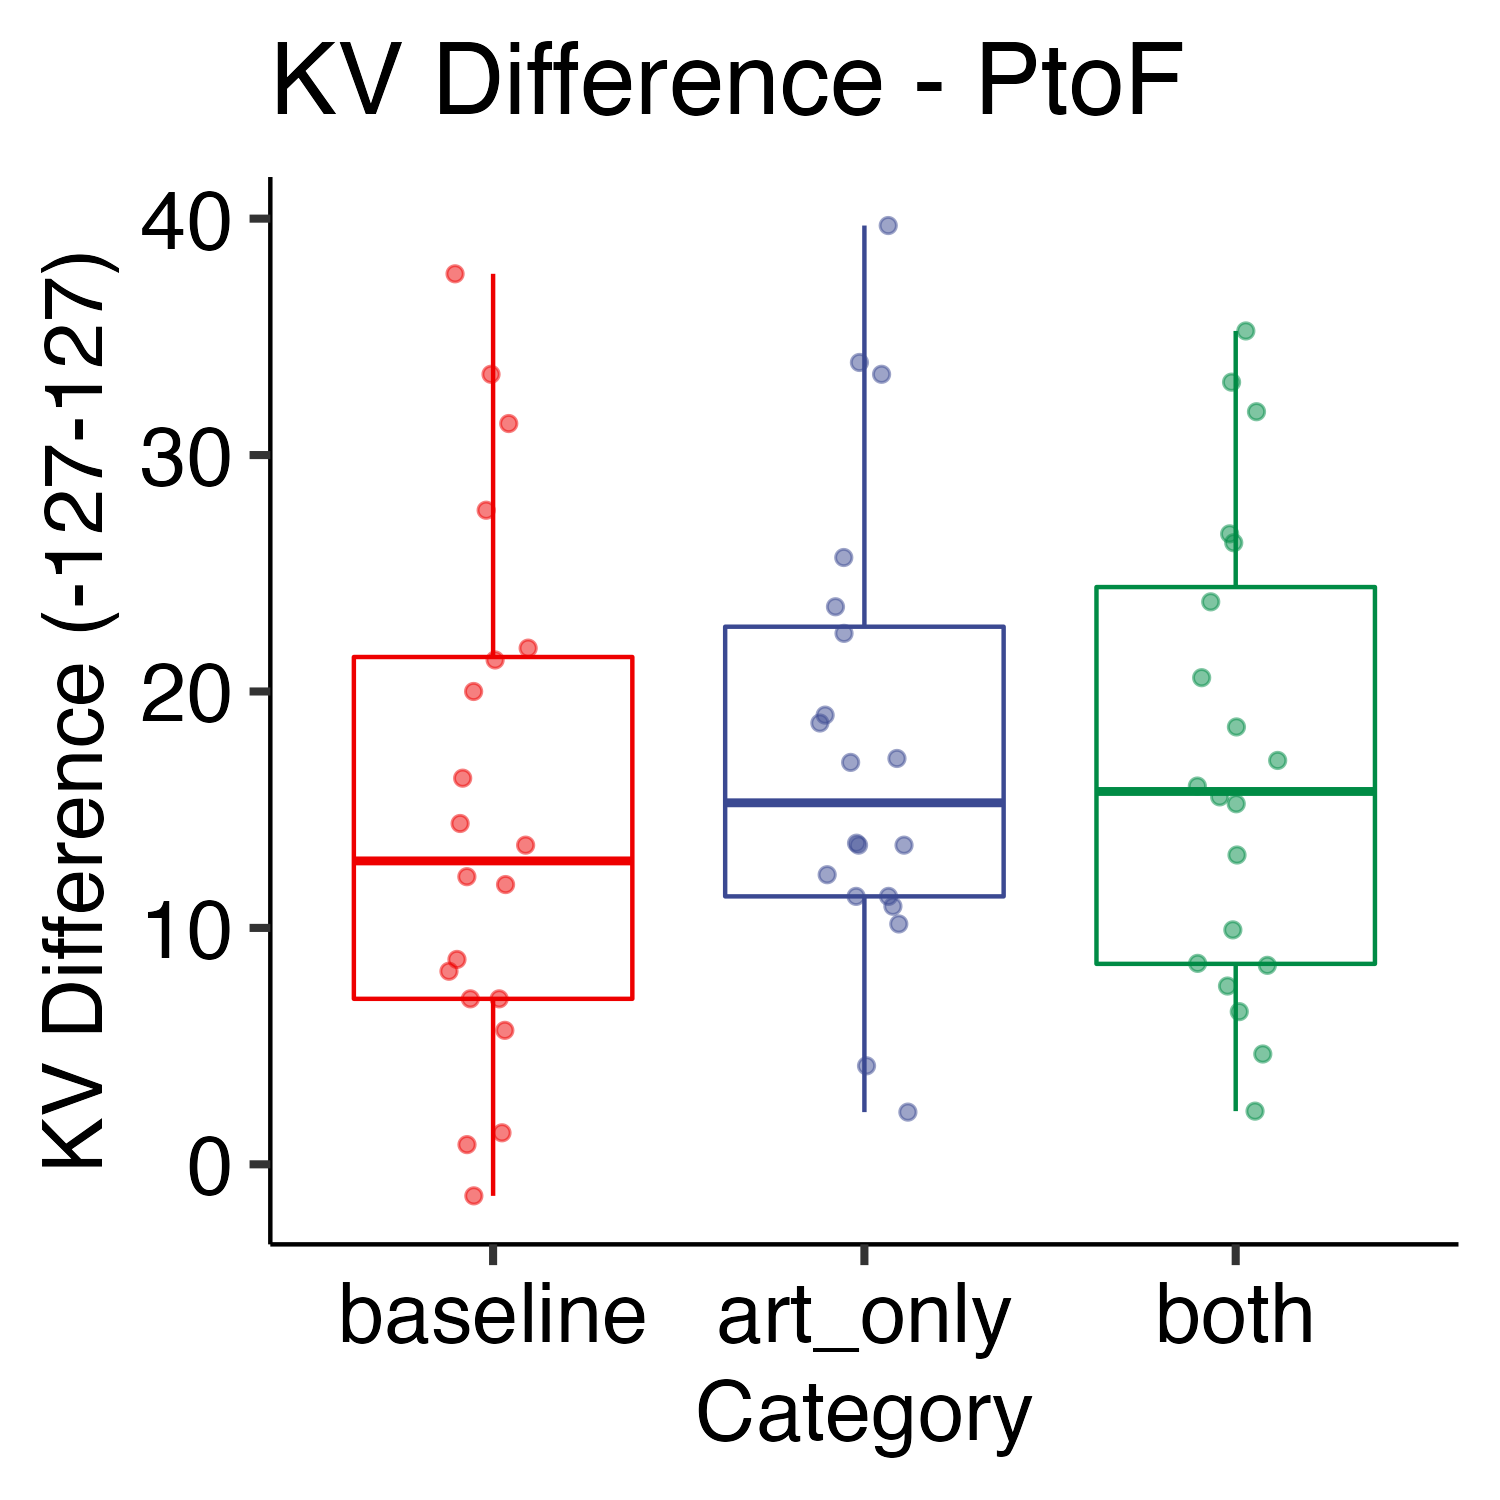 KV Difference - PtoF
KV Difference (-127-127)
40
30
20
10
0
baseline art_only both
Category